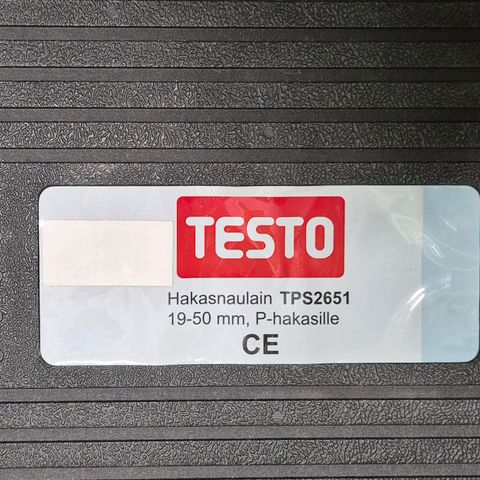 TESTO
Hakasnaulain TPS2651
19-50 mm, P-hakasille
CE